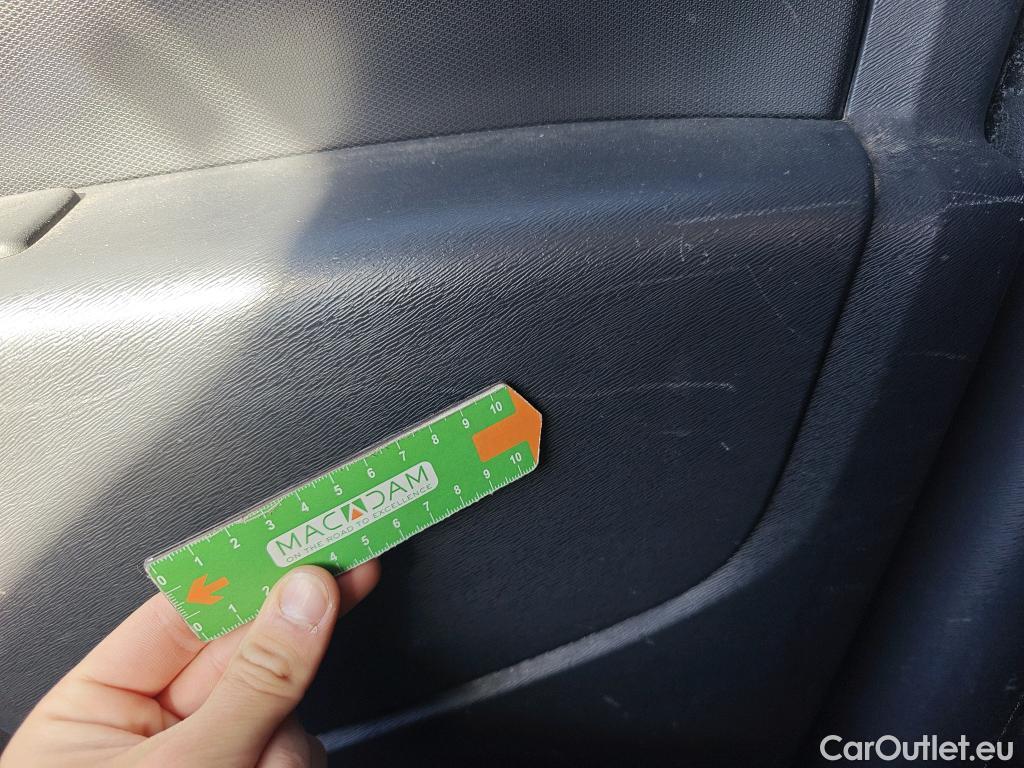 0 1 2 3 4 5 6 7 8 9 10
MACADAM
ON THE ROAD TO EXCELLENCE
0 1 2 4 5 6 7 8 9 10
CarOutlet.eu